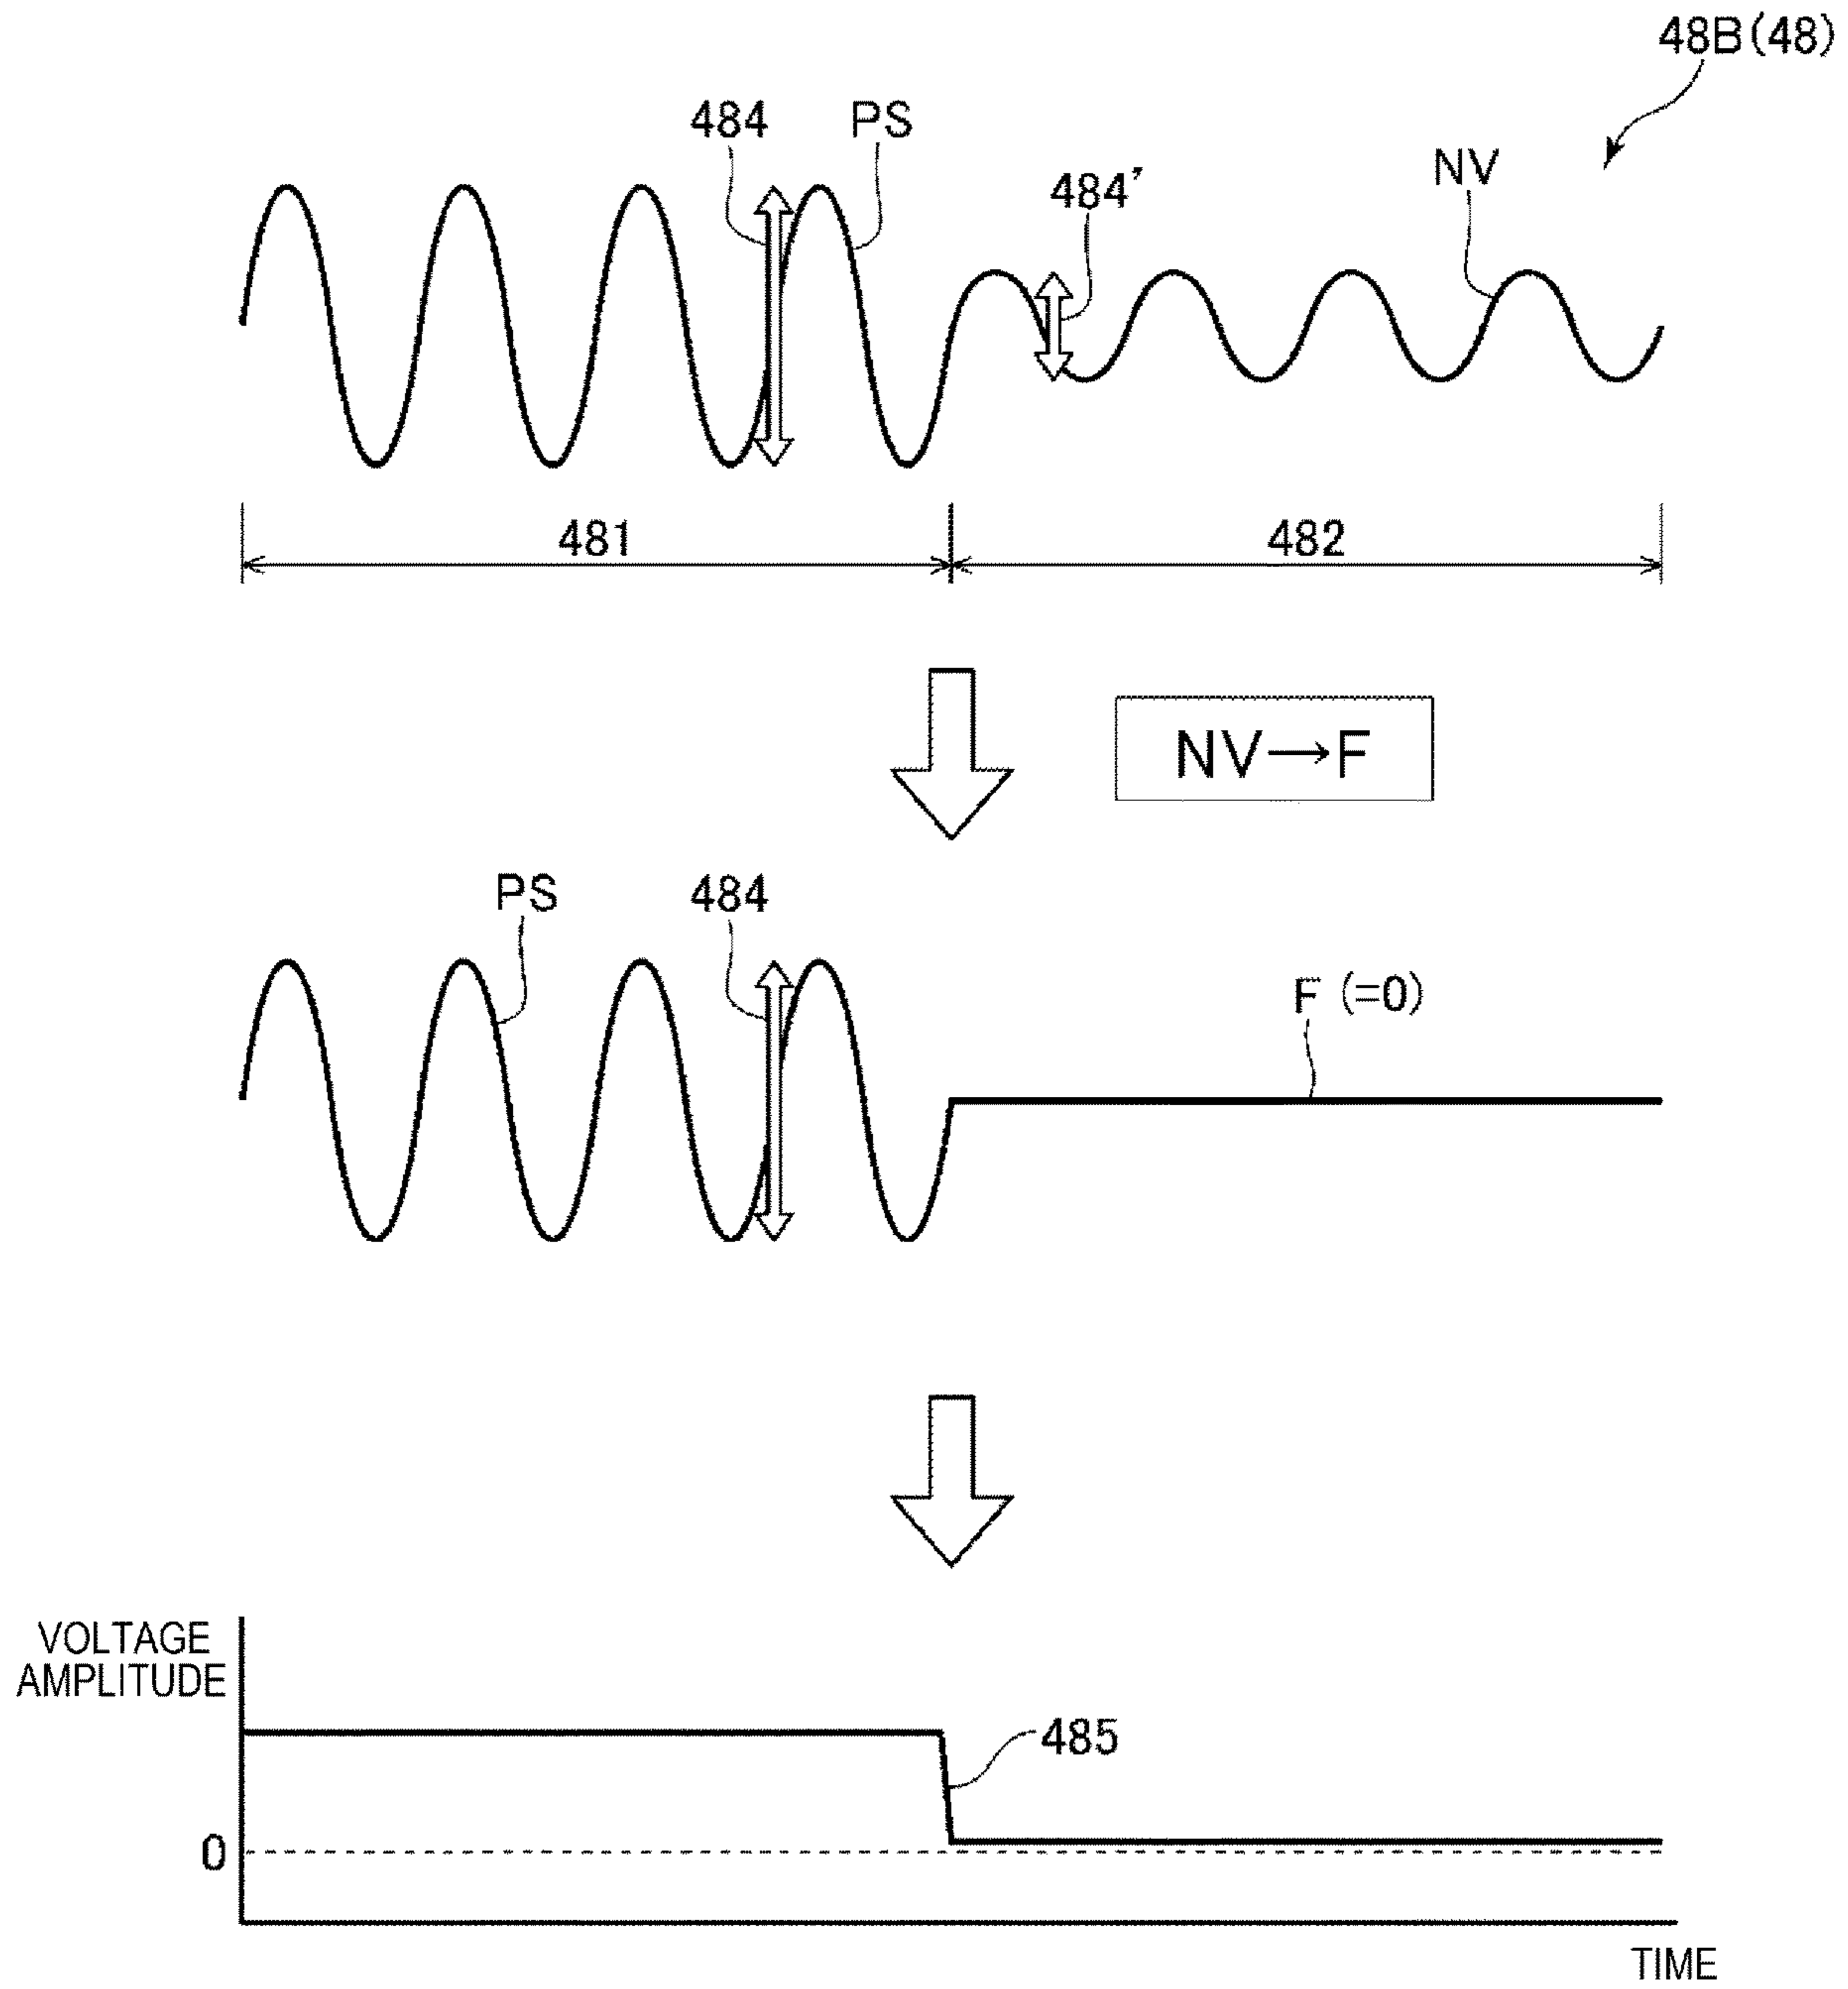 48B(48)
484
PS
484'
NV
481
482
NV→F
PS
484
F (=0)
VOLTAGE
AMPLITUDE
485
0
TIME